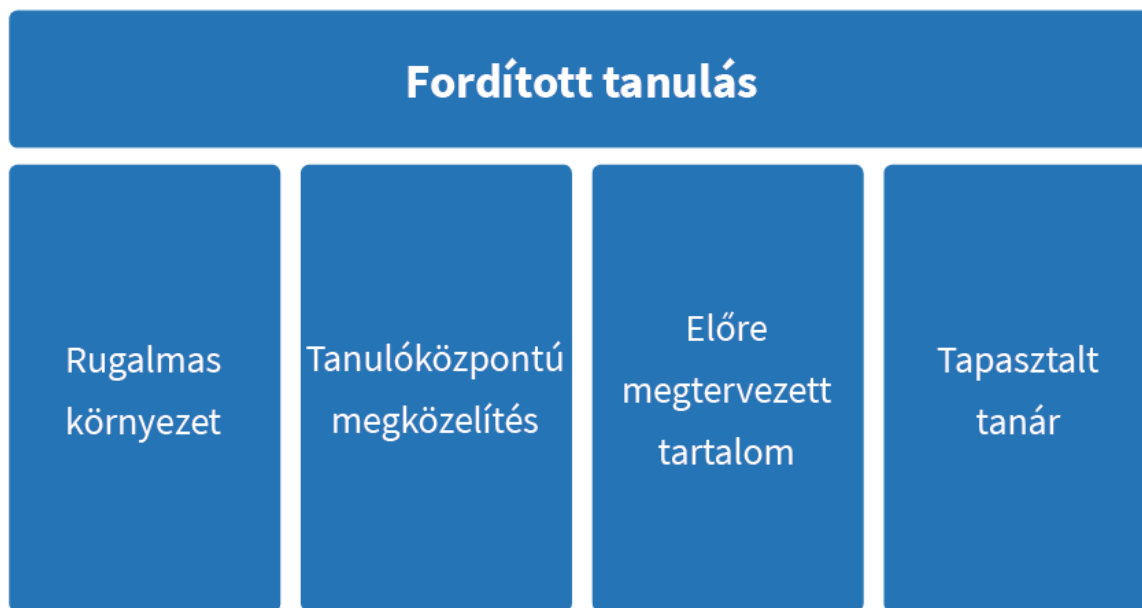 Fordított tanulás
Rugalmas
környezet
Tanulóközpontú
megközelítés
Előre
megtervezett
tartalom
Tapasztalt
tanár